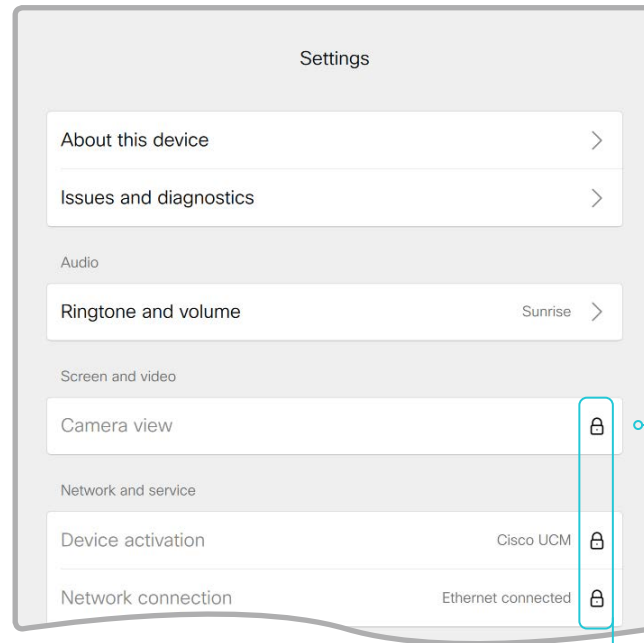 Settings
About this device
Issues and diagnostics
Audio
Ringtone and volume Sunrise
Screen and video
Camera view
Network and service
Device activation Cisco UCM
Network connection Ethernet connected